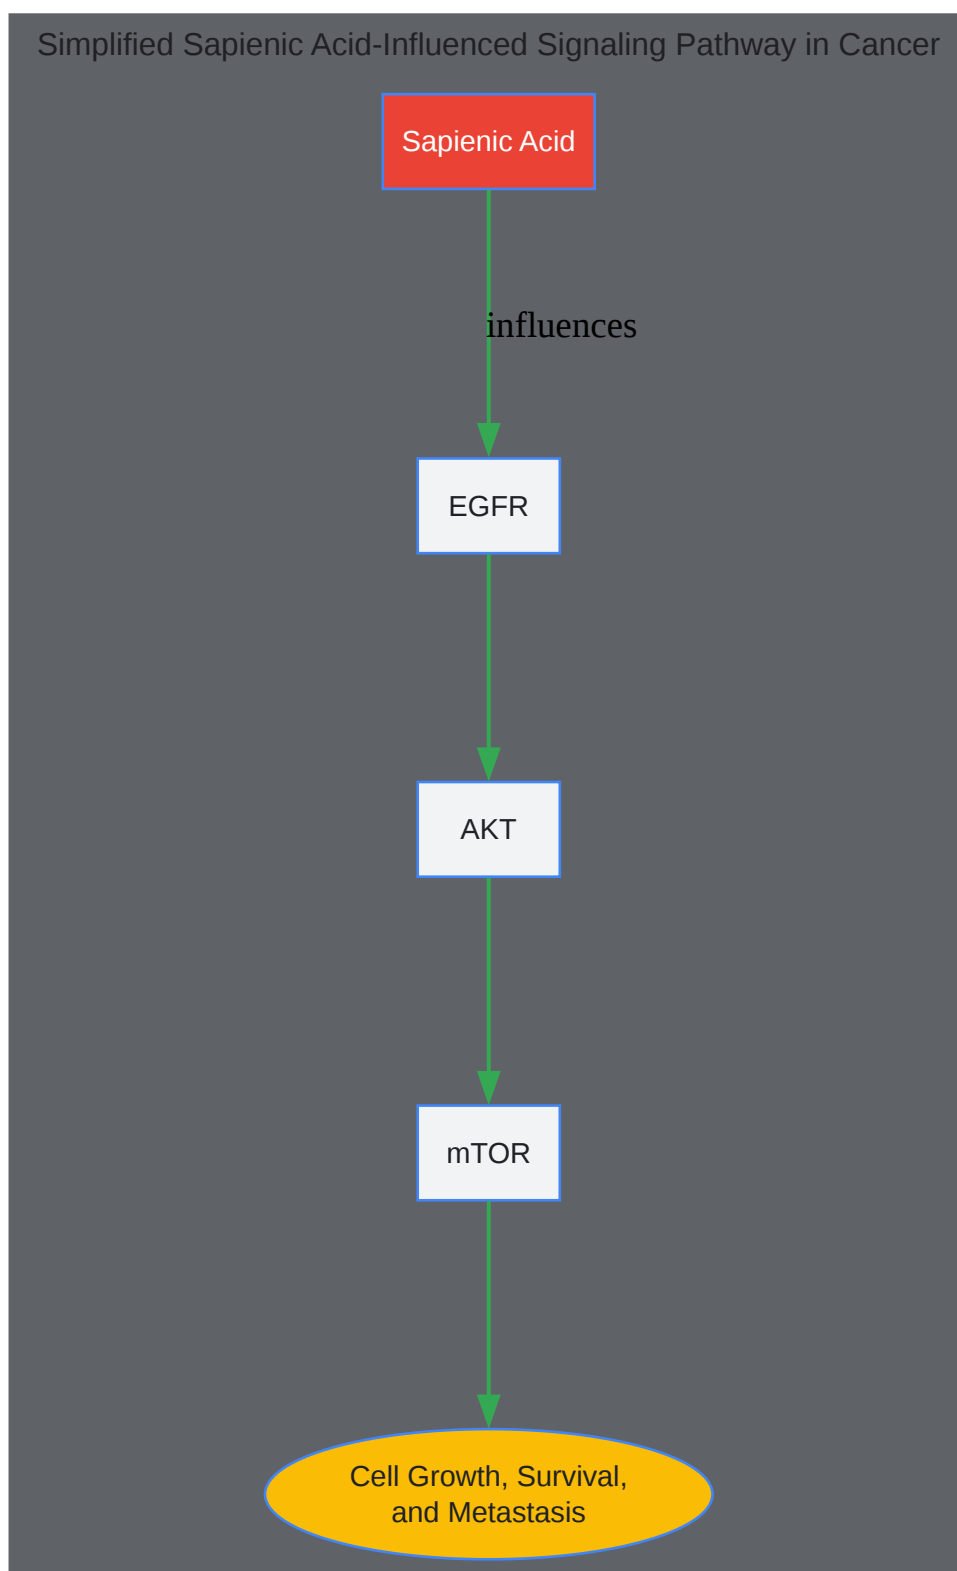 Simplified Sapienic Acid-Influenced Signaling Pathway in Cancer
Sapienic Acid
influences
EGFR
AKT
mTOR
Cell Growth, Survival,
and Metastasis